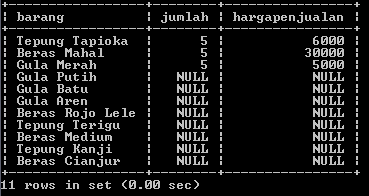 barang | jumlah | hargapenjualan
Tepung Tapioka | 5 | 6000
Beras Mahal | 5 | 30000
Gula Merah | 5 | 5000
Gula Putih | NULL | NULL
Gula Batu | NULL | NULL
Gula Aren | NULL | NULL
Beras Rojo Lele | NULL | NULL
Tepung Terigu | NULL | NULL
Beras Medium | NULL | NULL
Tepung Kanji | NULL | NULL
Beras Cianjur | NULL | NULL
11 rows in set (0.00 sec)